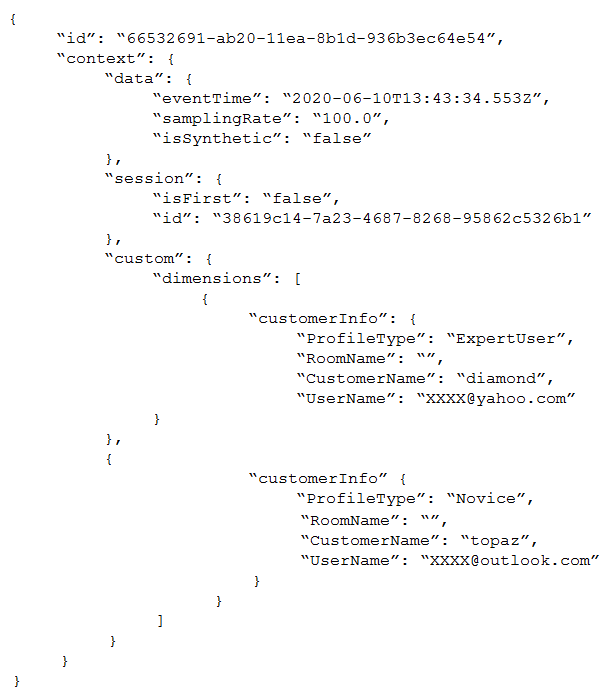 {
“id”: “66532691-ab20-11ea-8b1d-936b3ec64e54”,
“context”: {
“data”: {
“eventTime”: “2020-06-10T13:43:34.553Z”,
“samplingRate”: “100.0”,
“isSynthetic”: “false”
},
“session”: {
“isFirst”: “false”,
“id”: “38619c14-7a23-4687-8268-95862c5326b1”
},
“custom”: {
“dimensions”: [
{
“customerInfo”: {
“ProfileType”: “ExpertUser”,
“RoomName”: “”,
“CustomerName”: “diamond”,
“UserName”: “XXXX@yahoo.com”
}
},
{
“customerInfo” {
“ProfileType”: “Novice”,
“RoomName”: “”,
“CustomerName”: “topaz”,
“UserName”: “XXXX@outlook.com”
}
}
]
}
}
}